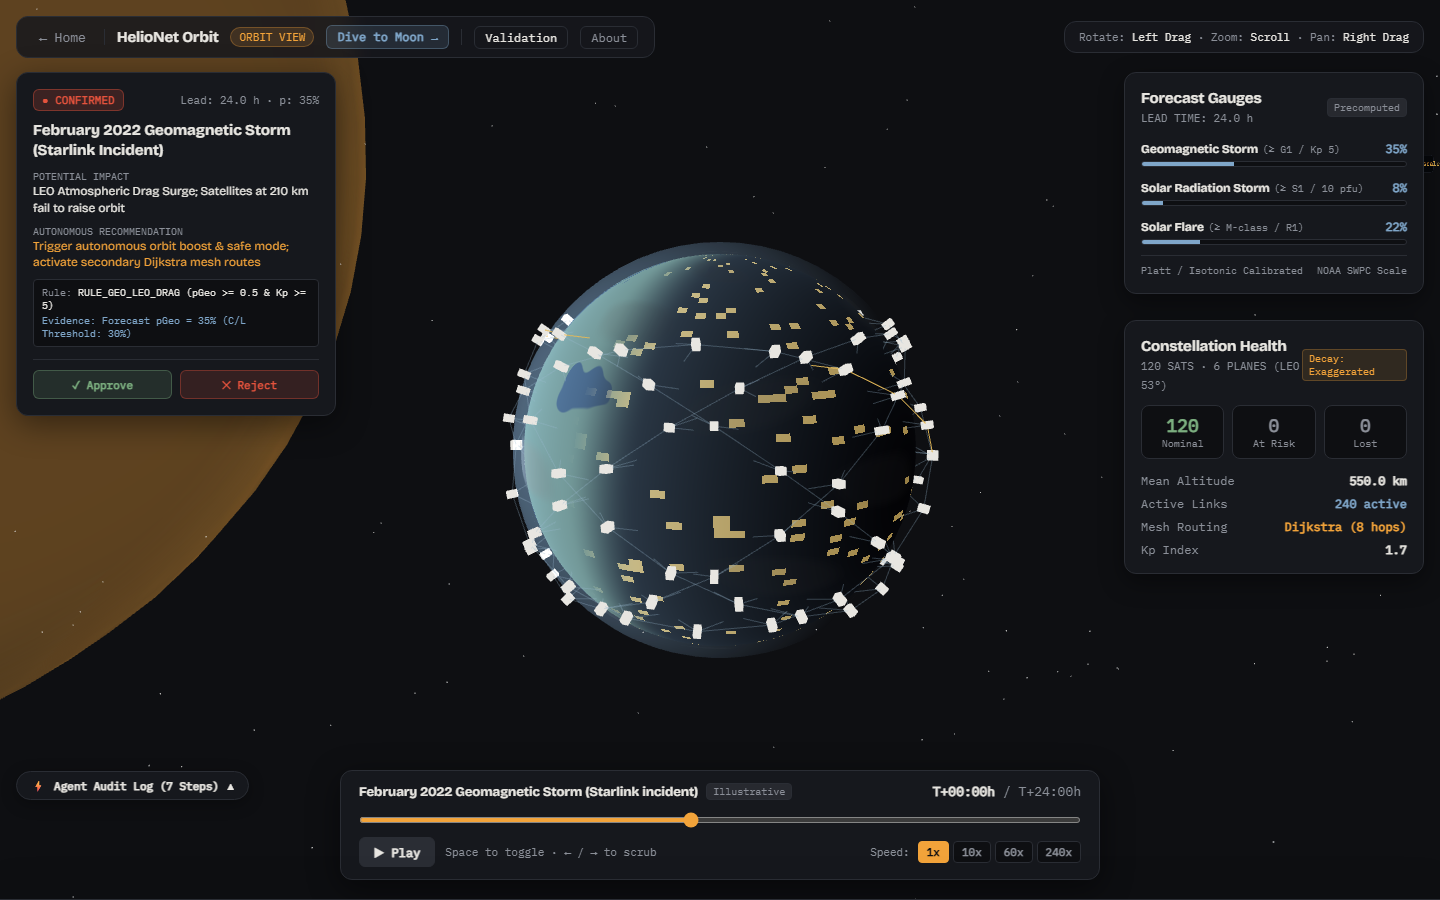 ← Home
HelioNet Orbit
ORBIT VIEW
Dive to Moon →
Validation
About
Rotate: Left Drag · Zoom: Scroll · Pan: Right Drag
● CONFIRMED
Lead: 24.0 h · p: 35%
February 2022 Geomagnetic Storm
(Starlink Incident)
POTENTIAL IMPACT
LEO Atmospheric Drag Surge; Satellites at 210 km
fail to raise orbit
AUTONOMOUS RECOMMENDATION
Trigger autonomous orbit boost & safe mode;
activate secondary Dijkstra mesh routes
Rule: RULE_GEO_LEO_DRAG (pGeo >= 0.5 & Kp >=
5)
Evidence: Forecast pGeo = 35% (C/L
Threshold: 30%)
✓ Approve
✕ Reject
Forecast Gauges
LEAD TIME: 24.0 h
Precomputed
Geomagnetic Storm (≥ G1 / Kp 5) 35%
Solar Radiation Storm (≥ S1 / 10 pfu) 8%
Solar Flare (≥ M-class / R1) 22%
Platt / Isotonic Calibrated NOAA SWPC Scale
Constellation Health
120 SATS · 6 PLANES (LEO
53°)
Decay:
Exaggerated
120
Nominal
0
At Risk
0
Lost
Mean Altitude 550.0 km
Active Links 240 active
Mesh Routing Dijkstra (8 hops)
Kp Index 1.7
Agent Audit Log (7 Steps) ▲
February 2022 Geomagnetic Storm (Starlink incident)
Illustrative
T+00:00h / T+24:00h
▶ Play
Space to toggle · ← / → to scrub
Speed: 1x 10x 60x 240x